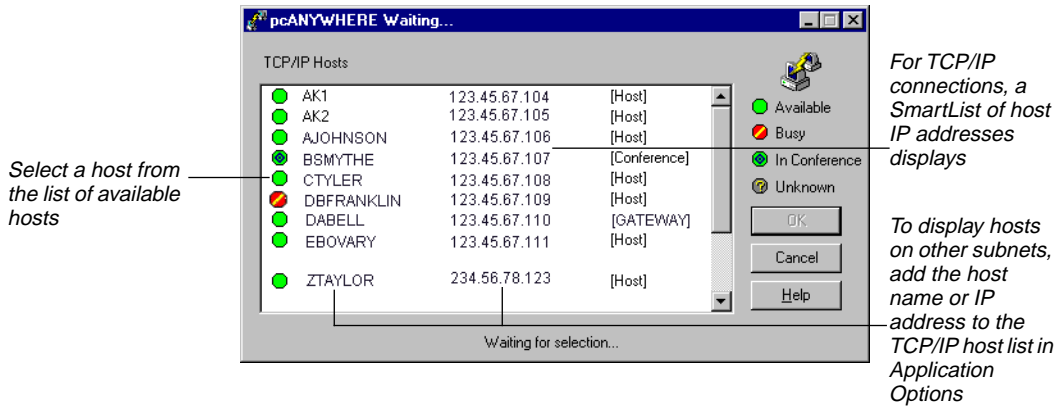 pcANYWHERE Waiting...
TCP/IP Hosts
AK1 123.45.67.104 [Host]
AK2 123.45.67.105 [Host]
AJOHNSON 123.45.67.106 [Host]
BSMYTHE 123.45.67.107 [Conference]
CTYLER 123.45.67.108 [Host]
DBFRANKLIN 123.45.67.109 [Host]
DABELL 123.45.67.110 [GATEWAY]
EBOVARY 123.45.67.111 [Host]
ZTAYLOR 234.56.78.123 [Host]
Available
Busy
In Conference
Unknown
OK
Cancel
Help
Waiting for selection...
Select a host from
the list of available
hosts
For TCP/IP
connections, a
SmartList of host
IP addresses
displays
To display hosts
on other subnets,
add the host
name or IP
address to the
TCP/IP host list in
Application
Options